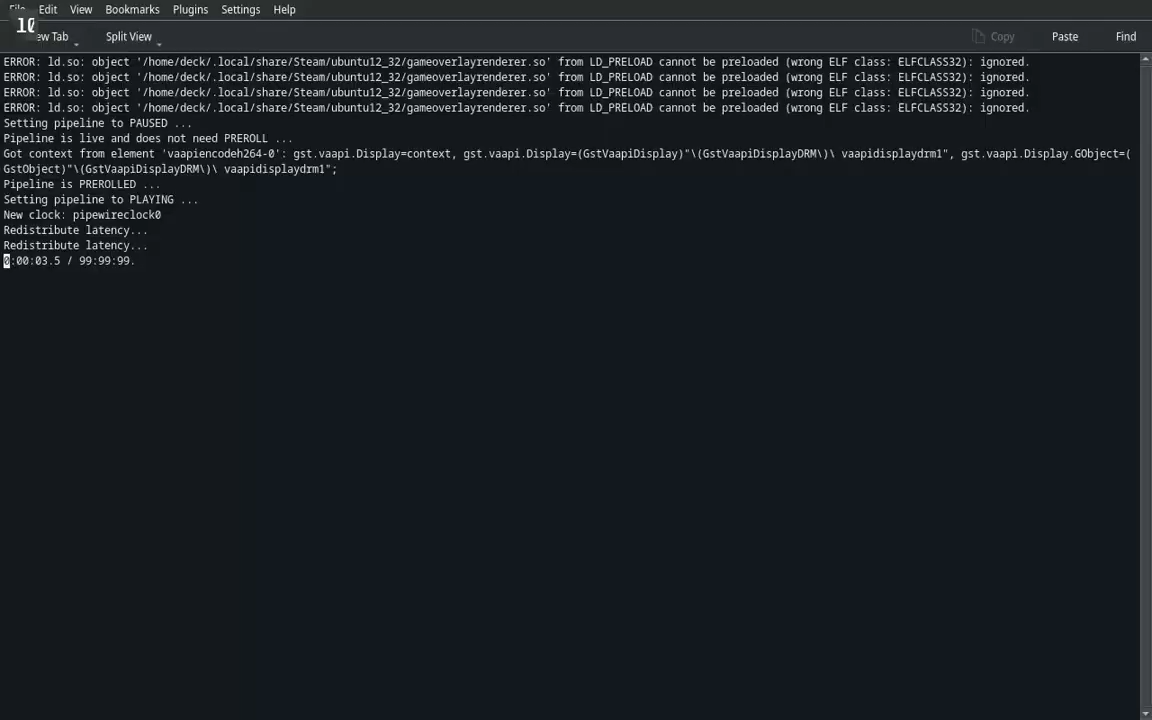 File Edit View Bookmarks Plugins Settings Help
10
ew Tab Split View Copy Paste Find
ERROR: ld.so: object '/home/deck/.local/share/Steam/ubuntu12_32/gameoverlayrenderer.so' from LD_PRELOAD cannot be preloaded (wrong ELF class: ELFCLASS32): ignored.
ERROR: ld.so: object '/home/deck/.local/share/Steam/ubuntu12_32/gameoverlayrenderer.so' from LD_PRELOAD cannot be preloaded (wrong ELF class: ELFCLASS32): ignored.
ERROR: ld.so: object '/home/deck/.local/share/Steam/ubuntu12_32/gameoverlayrenderer.so' from LD_PRELOAD cannot be preloaded (wrong ELF class: ELFCLASS32): ignored.
ERROR: ld.so: object '/home/deck/.local/share/Steam/ubuntu12_32/gameoverlayrenderer.so' from LD_PRELOAD cannot be preloaded (wrong ELF class: ELFCLASS32): ignored.
Setting pipeline to PAUSED ...
Pipeline is live and does not need PREROLL ...
Got context from element 'vaapiencodeh264-0': gst.vaapi.Display=context, gst.vaapi.Display=(GstVaapiDisplay)"\(GstVaapiDisplayDRM\)\ vaapidisplaydrm1", gst.vaapi.Display.GObject=(
GstObject)"\(GstVaapiDisplayDRM\)\ vaapidisplaydrm1";
Pipeline is PREROLLED ...
Setting pipeline to PLAYING ...
New clock: pipewireclock0
Redistribute latency...
Redistribute latency...
0:00:03.5 / 99:99:99.